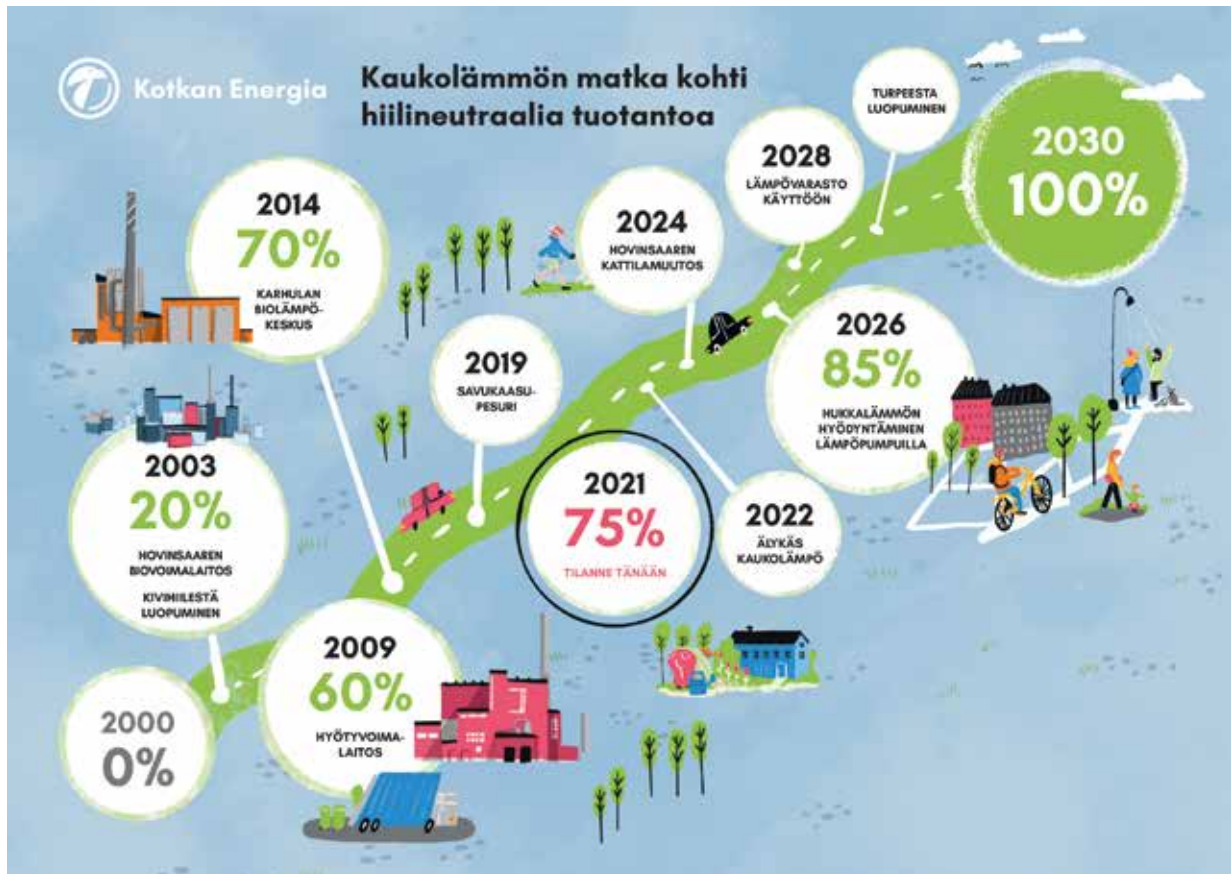 Kotkan Energia
Kaukolämmön matka kohti
hiilineutraalia tuotantoa
2000
0%
2003
20%
HOVINSAAREN
BIOVOIMALAITOS
KIVIHIILESTÄ
LUOPUMINEN
2009
60%
HYÖTYVOIMA-
LAITOS
2014
70%
KARHULAN
BIOLÄMPÖ-
KESKUS
2019
SAVUKAASU-
PESURI
2021
75%
TILANNE TÄNÄÄN
2022
ÄLYKÄS
KAUKOLÄMPÖ
2024
HOVINSAAREN
KATTILAMUUTOS
2026
85%
HUKKALÄMMÖN
HYÖDYNTÄMINEN
LÄMPÖPUMPUILLA
2028
LÄMPÖVARASTO
KÄYTTÖÖN
TURPEESTA
LUOPUMINEN
2030
100%